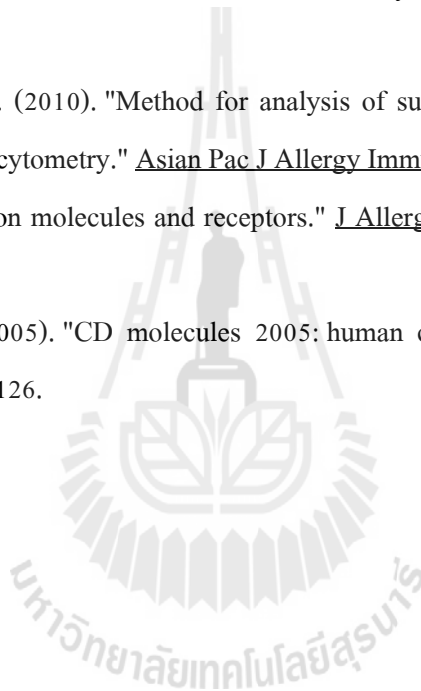 . (2010). "Method for analysis of su
cytometry." Asian Pac J Allergy Imm
on molecules and receptors." J Allerg
005). "CD molecules 2005: human c
126.
มหาวิทยาลัยเทคโนโลยีสุรนารี